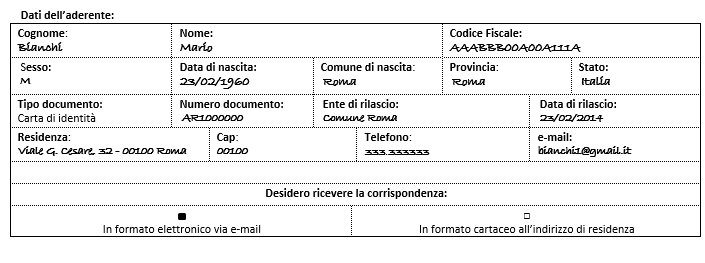 Dati dell'aderente:
Cognome: Nome: Codice Fiscale:
Bianchi Mario AAABBB00A00A111A
Sesso: Data di nascita: Comune di nascita: Provincia: Stato:
M 23/02/1960 Roma Roma Italia
Tipo documento: Numero documento: Ente di rilascio: Data di rilascio:
Carta di identità AR1000000 Comune Roma 23/02/2014
Residenza: Cap: Telefono: e-mail:
Viale G. Cesare, 32 - 00100 Roma 00100 333.333333 bianchi1@gmail.it
Desidero ricevere la corrispondenza:
In formato elettronico via e-mail In formato cartaceo all'indirizzo di residenza